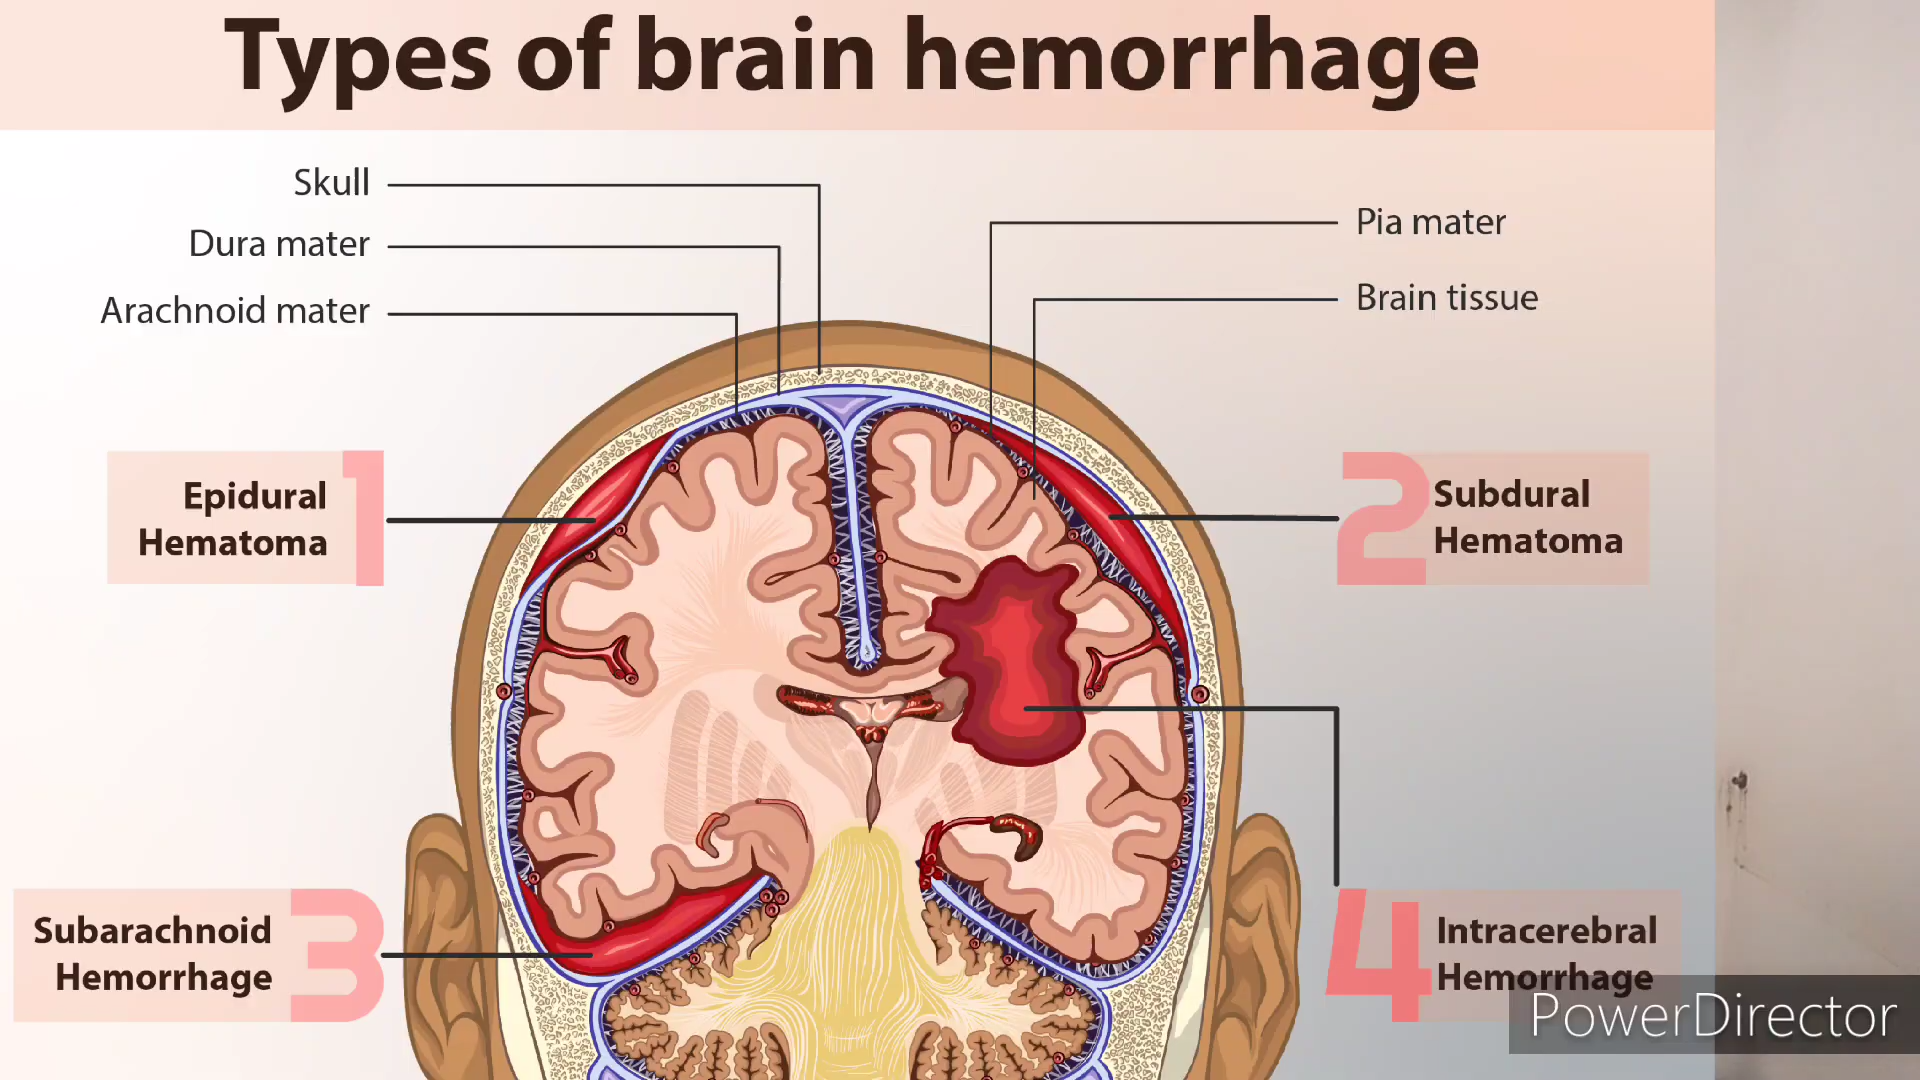 Types of brain hemorrhage
Skull
Dura mater
Arachnoid mater
Pia mater
Brain tissue
1
Epidural
Hematoma
2
Subdural
Hematoma
3
Subarachnoid
Hemorrhage
4
Intracerebral
Hemorrhage
PowerDirector